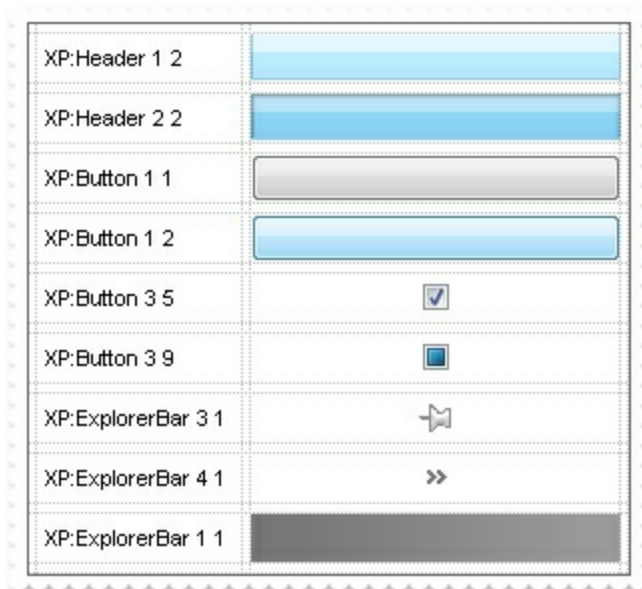 XP:Header 1 2
XP:Header 2 2
XP:Button 1 1
XP:Button 1 2
XP:Button 3 5
XP:Button 3 9
XP:ExplorerBar 3 1
XP:ExplorerBar 4 1
XP:ExplorerBar 1 1